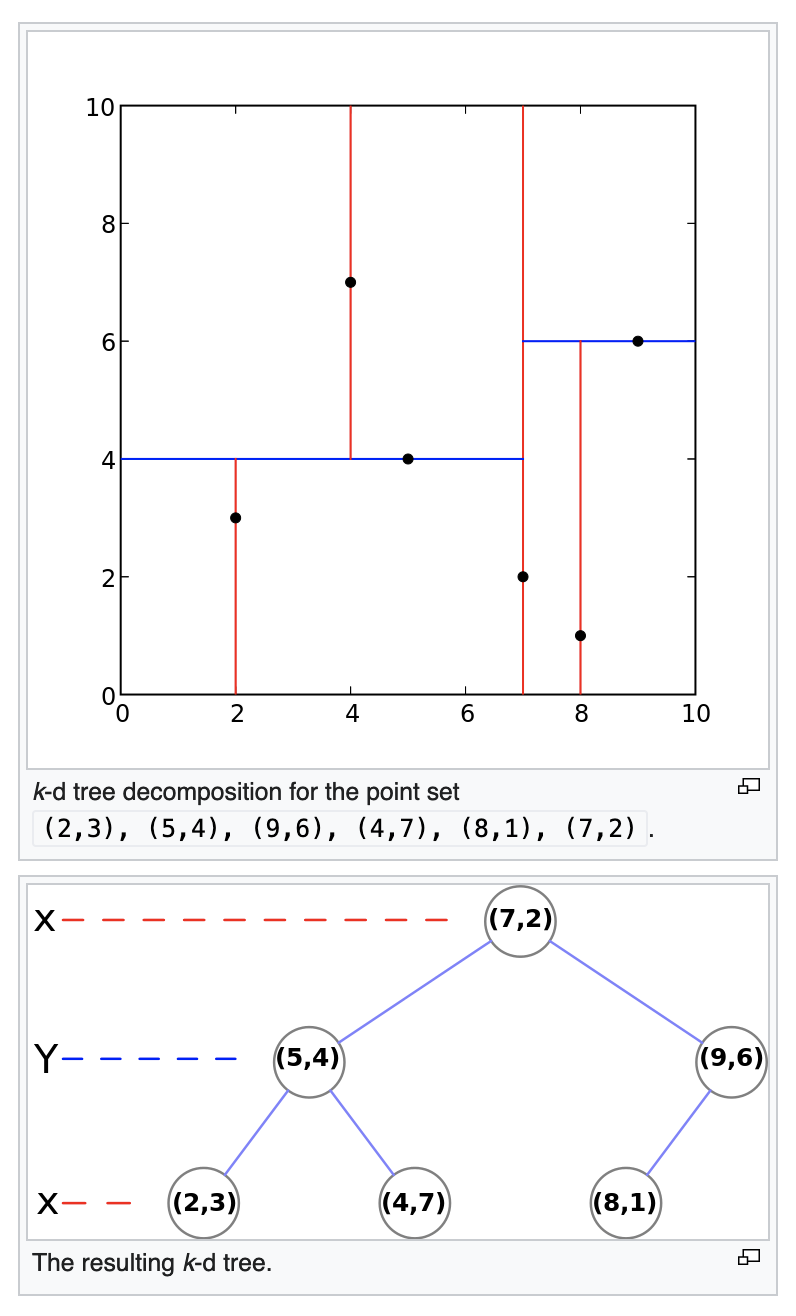 10
8
6
4
2
0
0 2 4 6 8 10
k-d tree decomposition for the point set
(2,3), (5,4), (9,6), (4,7), (8,1), (7,2) .
X (7,2)
Y (5,4) (9,6)
X (2,3) (4,7) (8,1)
The resulting k-d tree.